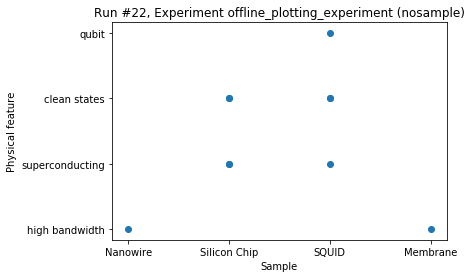 Run #22, Experiment offline_plotting_experiment (nosample)
qubit
clean states
superconducting
high bandwidth
Physical feature
Nanowire Silicon Chip SQUID Membrane
Sample